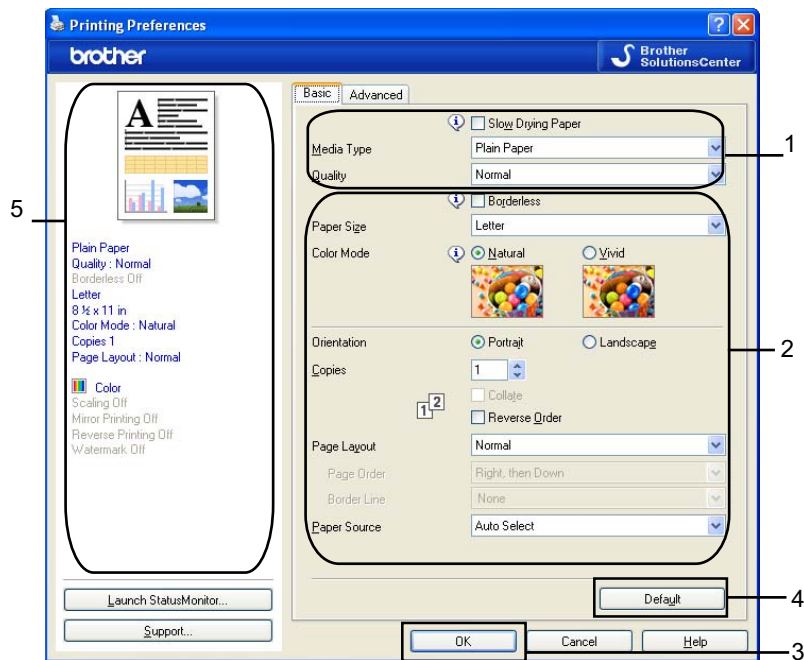 Printing Preferences
brother
Brother
SolutionsCenter
A
Plain Paper
Quality : Normal
Borderless Off
Letter
8 ½ x 11 in
Color Mode : Natural
Copies 1
Page Layout : Normal
Color
Scaling Off
Mirror Printing Off
Reverse Printing Off
Watermark Off
Launch StatusMonitor...
Support...
5
Basic Advanced
Slow Drying Paper
Media Type Plain Paper
Quality Normal
1
Borderless
Paper Size Letter
Color Mode Natural Vivid
Orientation Portrait Landscape
Copies 1
Collate
1 2
Reverse Order
Page Layout Normal
Page Order Right, then Down
Border Line None
Paper Source Auto Select
2
Default
4
OK Cancel Help
3